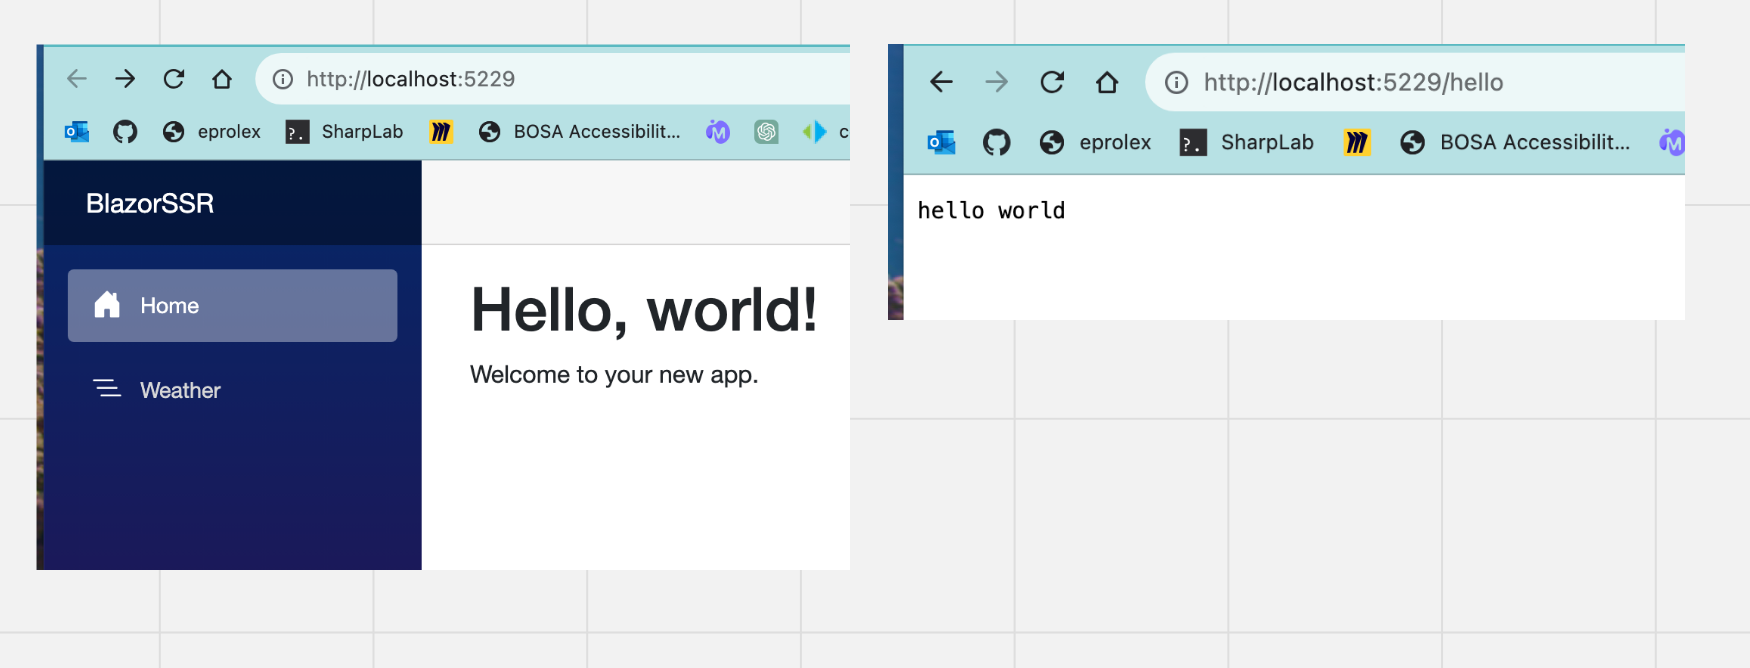 http://localhost:5229
eprolex SharpLab BOSA Accessibilit... c
BlazorSSR
Home
Weather
Hello, world!
Welcome to your new app.
http://localhost:5229/hello
eprolex SharpLab BOSA Accessibilit...
hello world